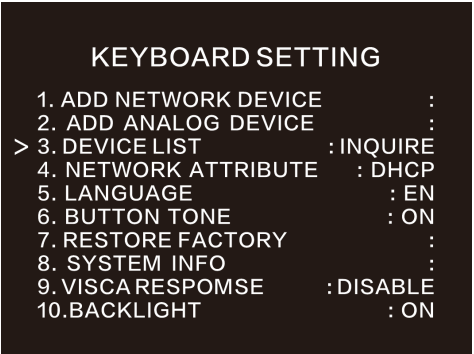 KEYBOARD SETTING
1. ADD NETWORK DEVICE :
2. ADD ANALOG DEVICE :
> 3. DEVICE LIST : INQUIRE
4. NETWORK ATTRIBUTE : DHCP
5. LANGUAGE : EN
6. BUTTON TONE : ON
7. RESTORE FACTORY :
8. SYSTEM INFO :
9. VISCA RESPOMSE : DISABLE
10.BACKLIGHT : ON